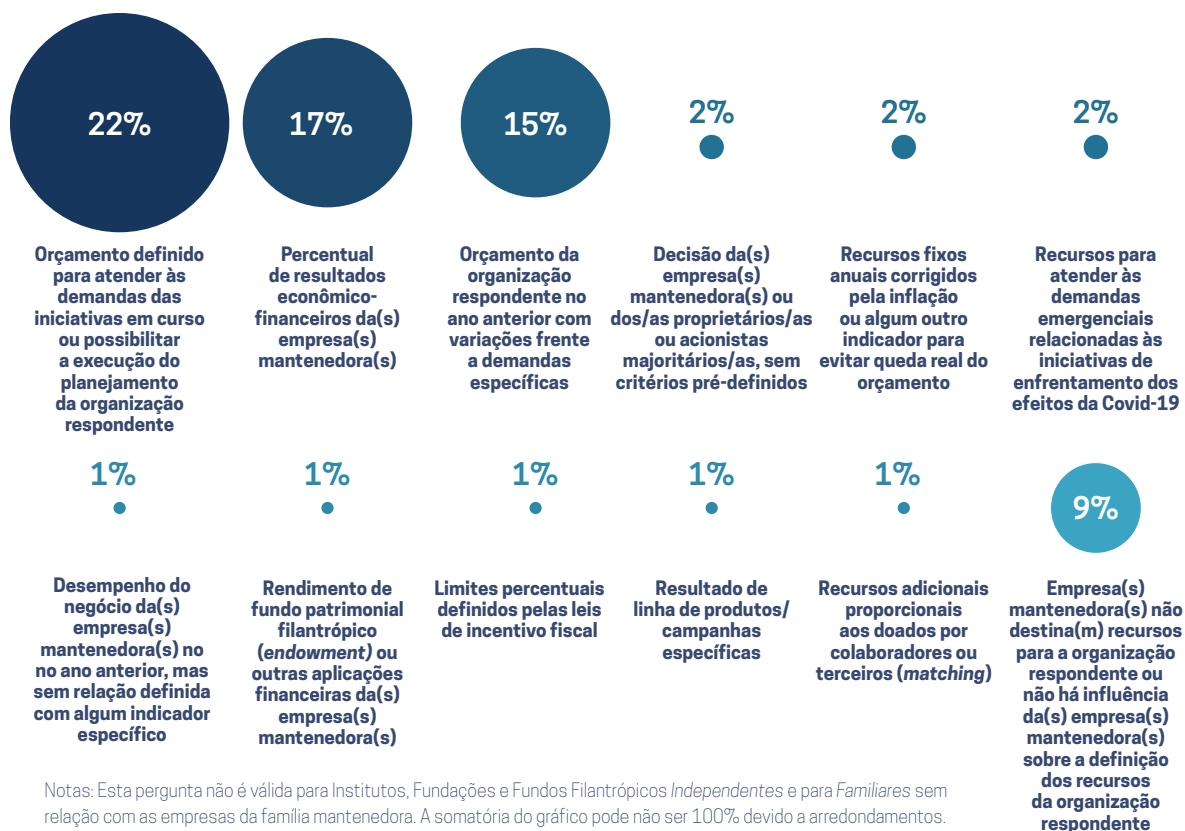 22%
Orçamento definido
para atender às
demandas das
iniciativas em curso
ou possibilitar
a execução do
planejamento
da organização
respondente
17%
Percentual
de resultados
econômico-
financeiros da(s)
empresa(s)
mantenedora(s)
15%
Orçamento da
organização
respondente no
ano anterior com
variações frente
a demandas
específicas
2%
Decisão da(s)
empresa(s)
mantenedora(s) ou
dos/as proprietários/as
ou acionistas
majoritários/as, sem
critérios pré-definidos
2%
Recursos fixos
anuais corrigidos
pela inflação
ou algum outro
indicador para
evitar queda real do
orçamento
2%
Recursos para
atender às
demandas
emergenciais
relacionadas às
iniciativas de
enfrentamento dos
efeitos da Covid-19
1%
Desempenho do
negócio da(s)
empresa(s)
mantenedora(s) no
no ano anterior, mas
sem relação definida
com algum indicador
específico
1%
Rendimento de
fundo patrimonial
filantrópico
(endowment) ou
outras aplicações
financeiras da(s)
empresa(s)
mantenedora(s)
1%
Limites percentuais
definidos pelas leis
de incentivo fiscal
1%
Resultado de
linha de produtos/
campanhas
específicas
1%
Recursos adicionais
proporcionais
aos doados por
colaboradores ou
terceiros (matching)
9%
Empresa(s)
mantenedora(s) não
destina(m) recursos
para a organização
respondente ou
não há influência
da(s) empresa(s)
mantenedora(s)
sobre a definição
dos recursos
da organização
respondente
Notas: Esta pergunta não é válida para Institutos, Fundações e Fundos Filantrópicos Independentes e para Familiares sem
relação com as empresas da família mantenedora. A somatória do gráfico pode não ser 100% devido a arredondamentos.